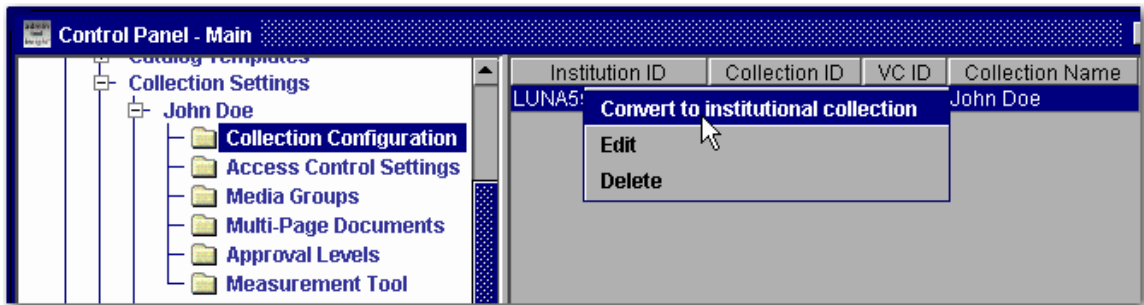 Control Panel - Main
Catalog Templates
Collection Settings
John Doe
Collection Configuration
Access Control Settings
Media Groups
Multi-Page Documents
Approval Levels
Measurement Tool
Institution ID Collection ID VC ID Collection Name
LUNA5 John Doe
Convert to institutional collection
Edit
Delete